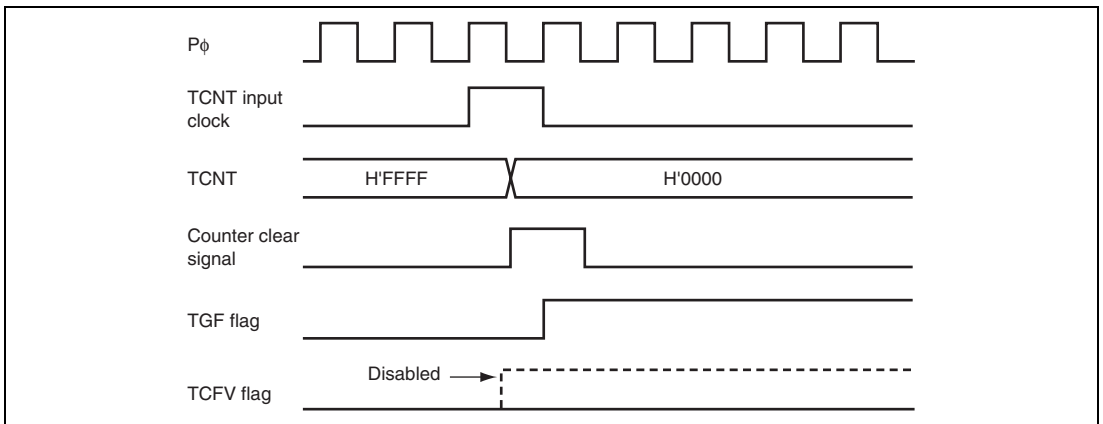 Pϕ
TCNT input
clock
TCNT
H'FFFF
H'0000
Counter clear
signal
TGF flag
Disabled
TCFV flag